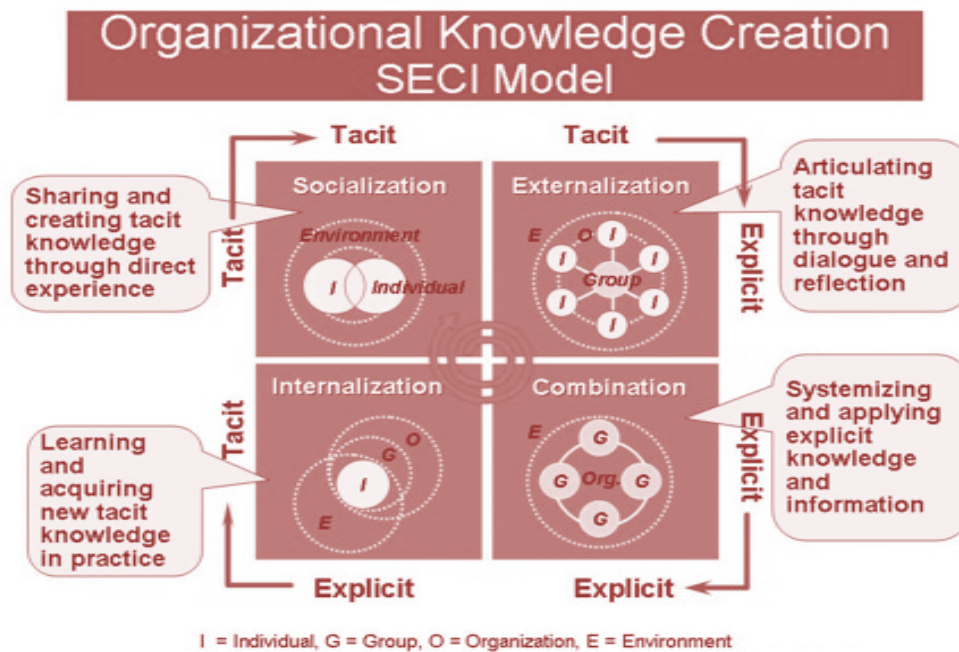 Organizational Knowledge Creation
SECI Model
Tacit
Tacit
Sharing and
creating tacit
knowledge
through direct
experience
Tacit
Socialization
Environment
I
Individual
Externalization
E
O
I
I
I
Group
I
I
I
Explicit
Articulating
tacit
knowledge
through
dialogue and
reflection
Learning
and
acquiring
new tacit
knowledge
in practice
Tacit
Internalization
O
G
I
E
Combination
E
G
G
Org.
G
G
Explicit
Systemizing
and applying
explicit
knowledge
and
information
Explicit
Explicit
I = Individual, G = Group, O = Organization, E = Environment